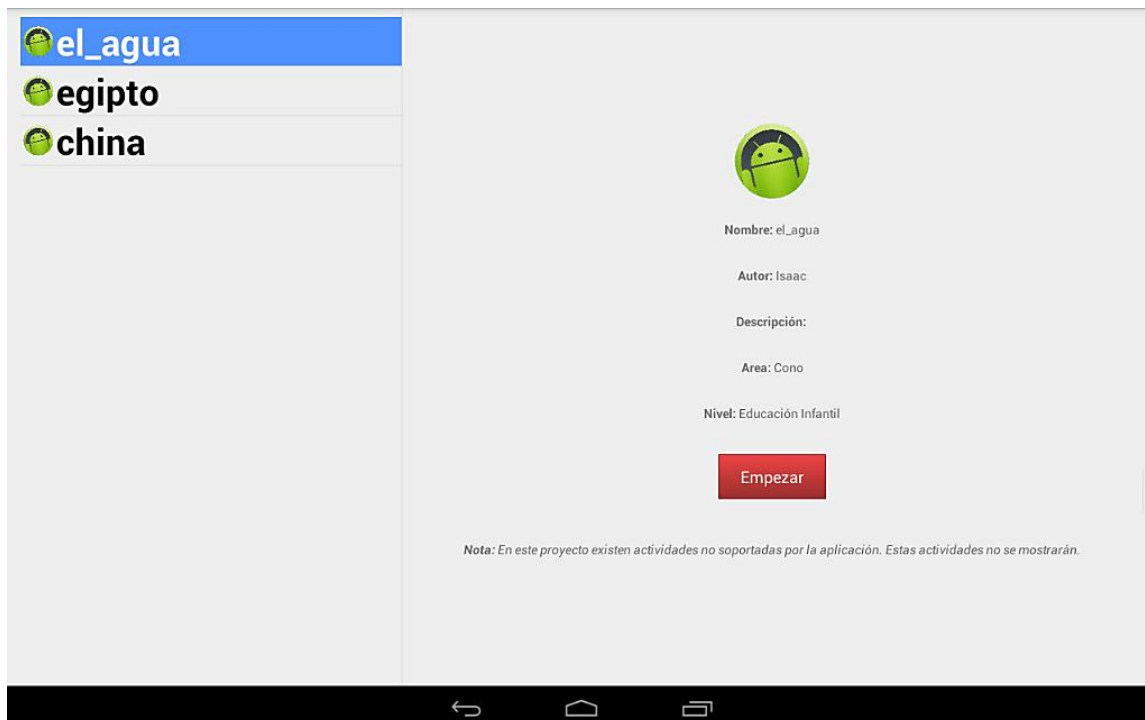 el_agua
egipto
china
Nombre: el_agua
Autor: Isaac
Descripción:
Area: Cono
Nivel: Educación Infantil
Empezar
Nota: En este proyecto existen actividades no soportadas por la aplicación. Estas actividades no se mostrarán.